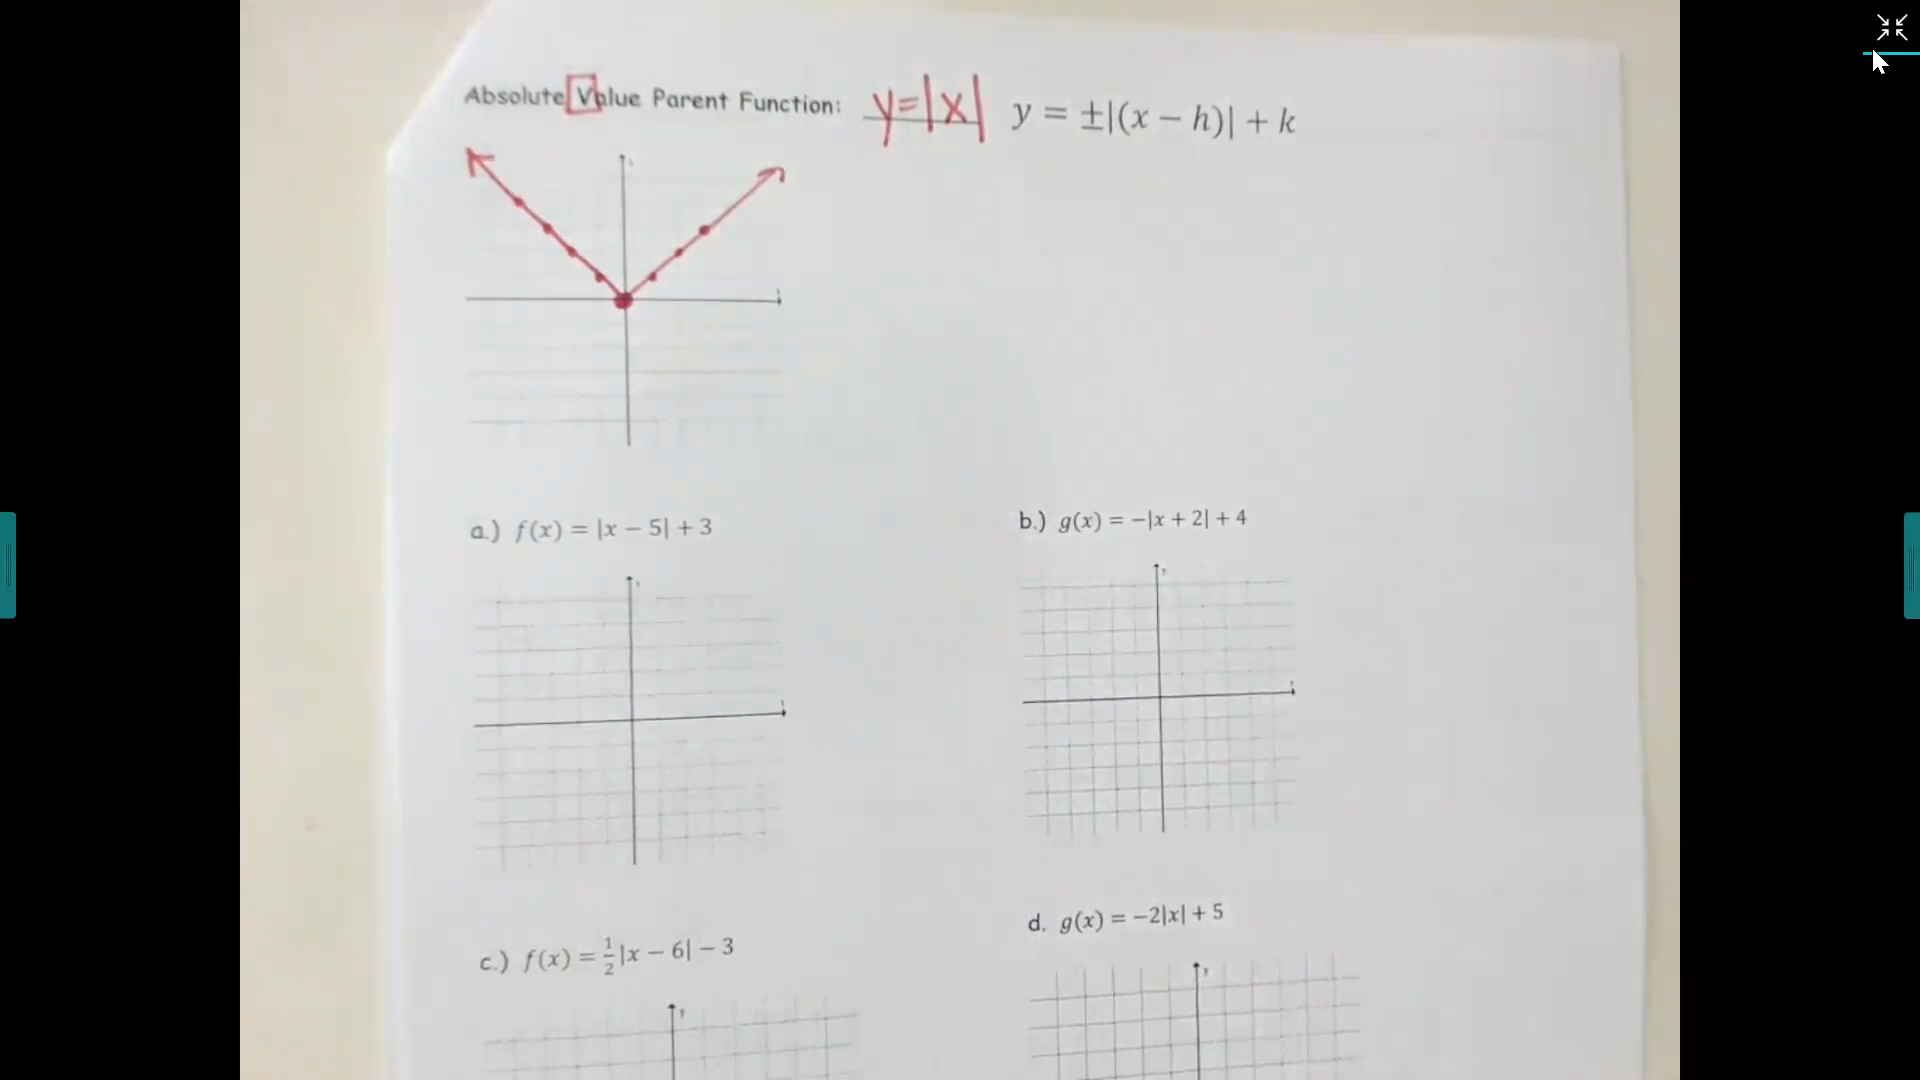 Absolute Value Parent Function: y=|x| y = ±|(x − h)| + k
a.) f(x) = |x − 5| + 3
b.) g(x) = −|x + 2| + 4
c.) f(x) = 1/2|x − 6| − 3
d. g(x) = −2|x| + 5